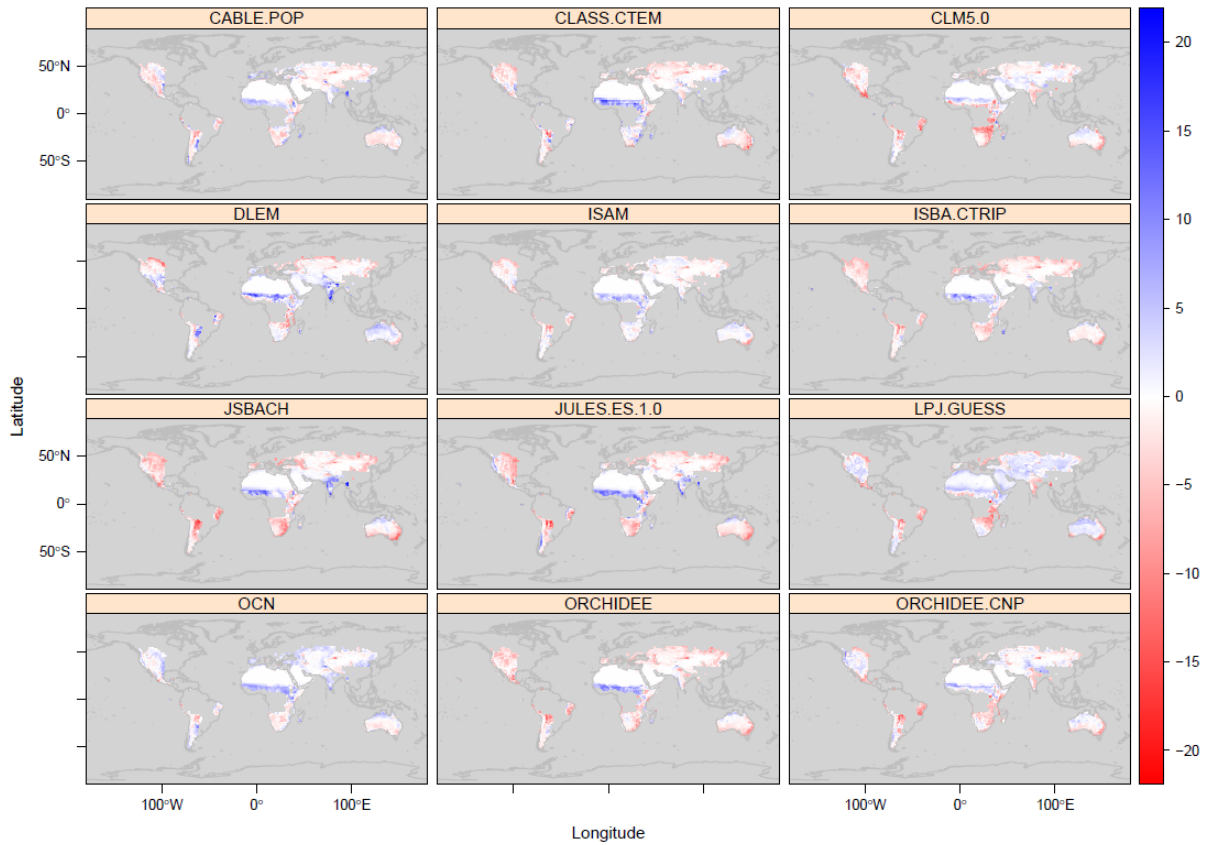 CABLE.POP CLASS.CTEM CLM5.0
50°N
0°
50°S
DLEM ISAM ISBA.CTRIP
JSBACH JULES.ES.1.0 LPJ.GUESS
50°N
0°
50°S
OCN ORCHIDEE ORCHIDEE.CNP
100°W 0° 100°E 100°W 0° 100°E
Longitude
Latitude
20
15
10
5
0
−5
−10
−15
−20